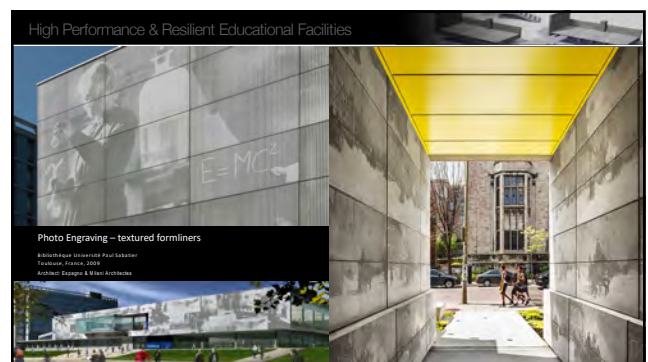 High Performance & Resilient Educational Facilities
E=MC²
Photo Engraving – textured formliners
Bibliothèque Université Paul Sabatier
Toulouse, France, 2009
Architect: Espagno & Milani Architectes